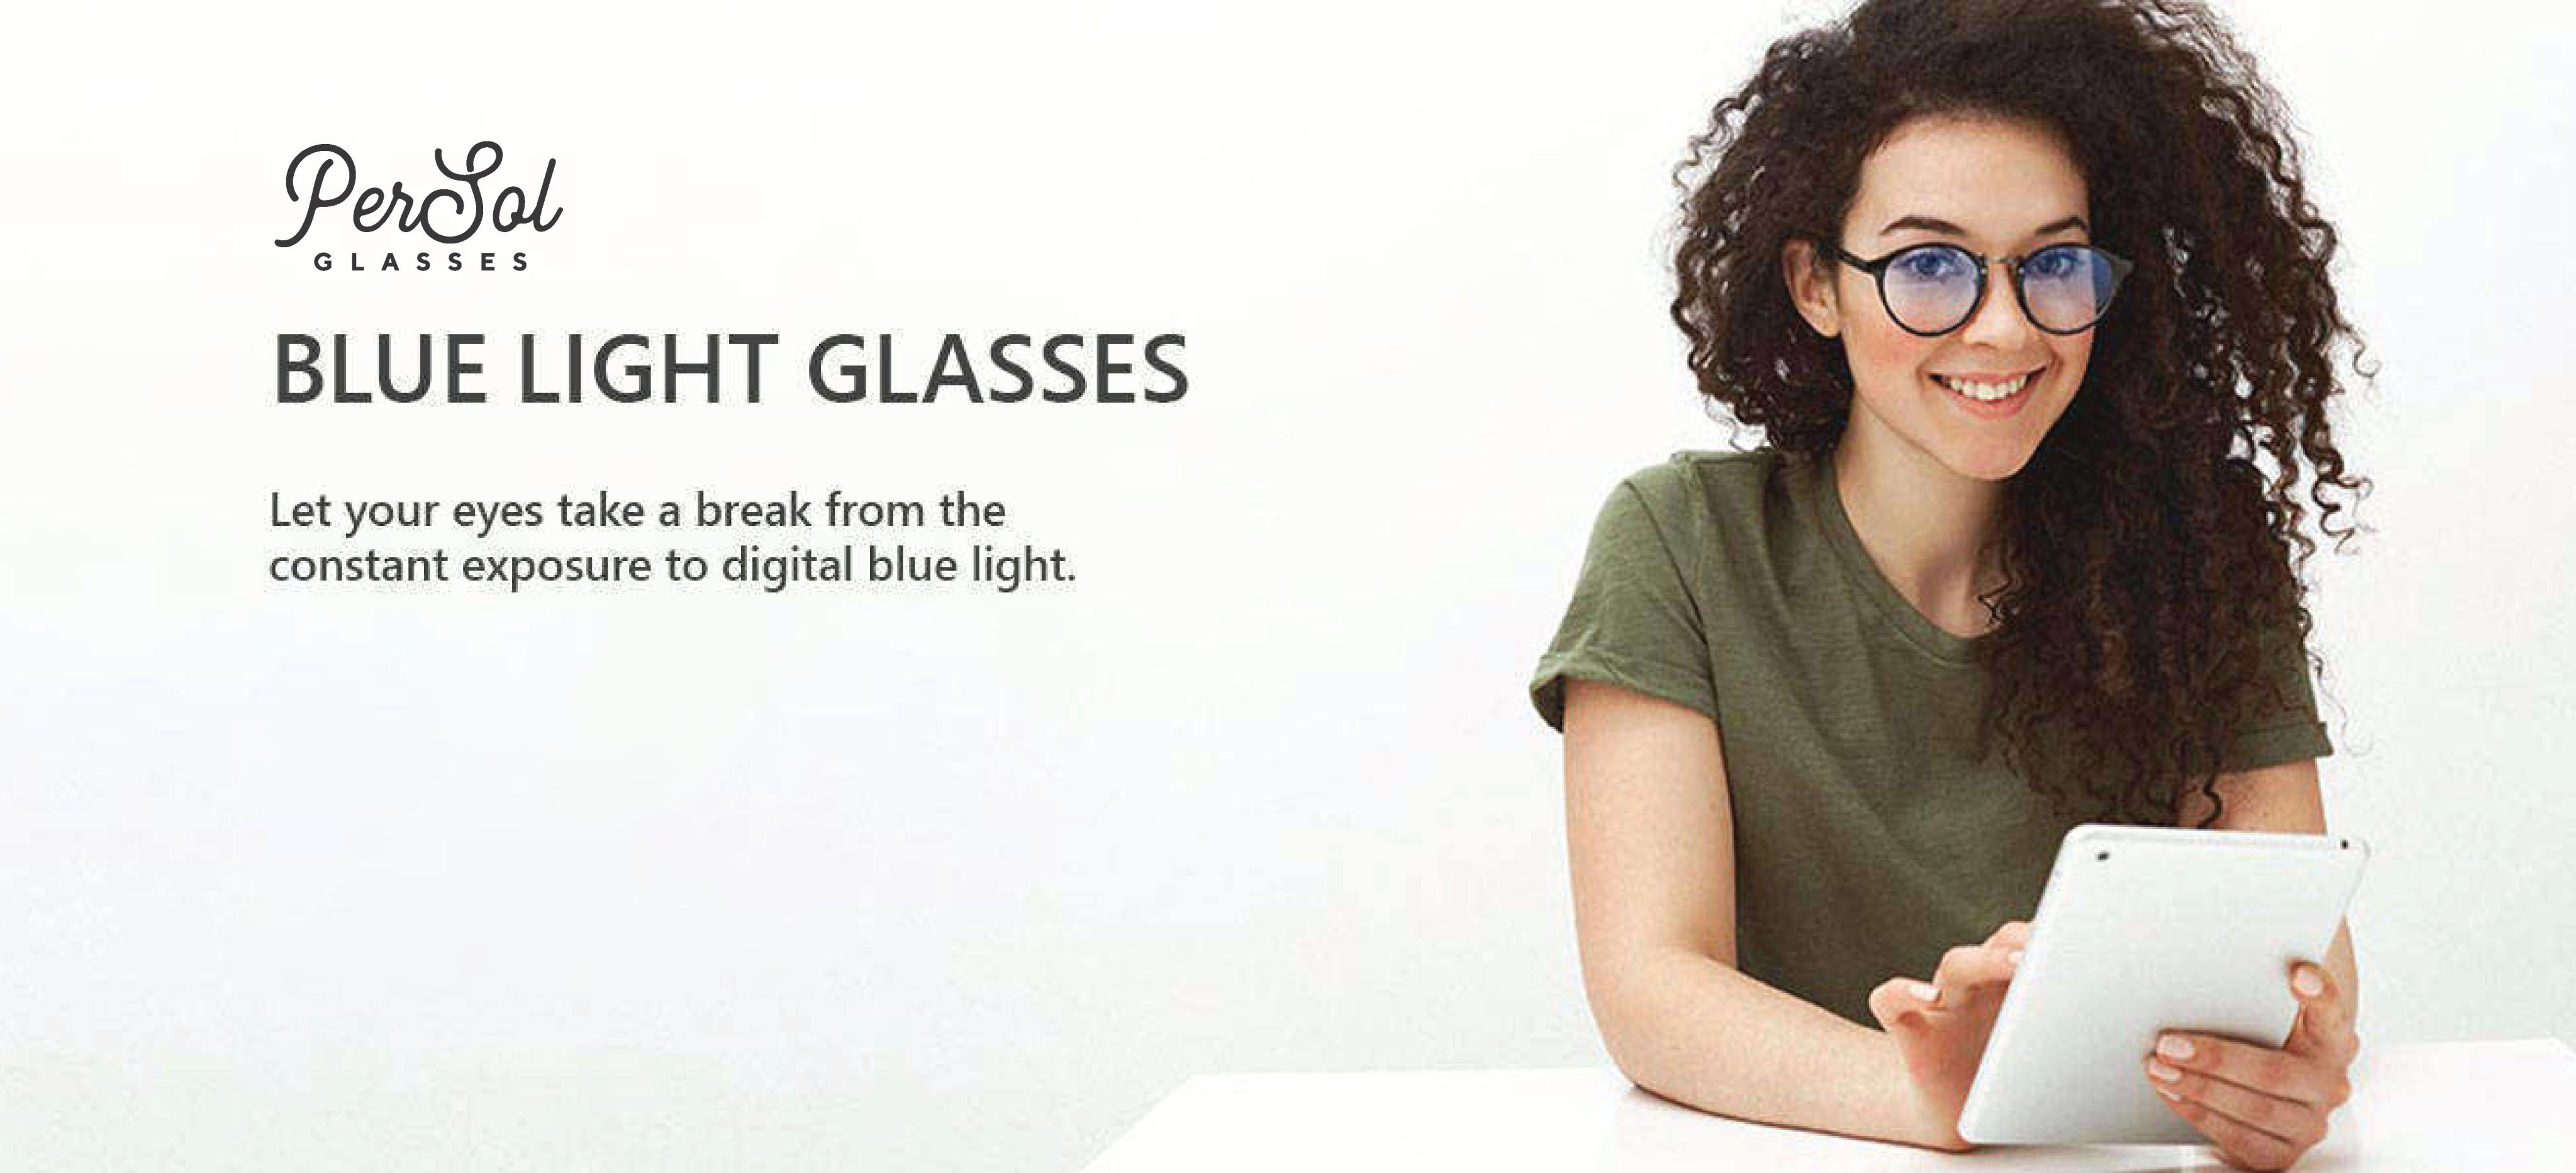 PerSol
GLASSES
BLUE LIGHT GLASSES
Let your eyes take a break from the
constant exposure to digital blue light.